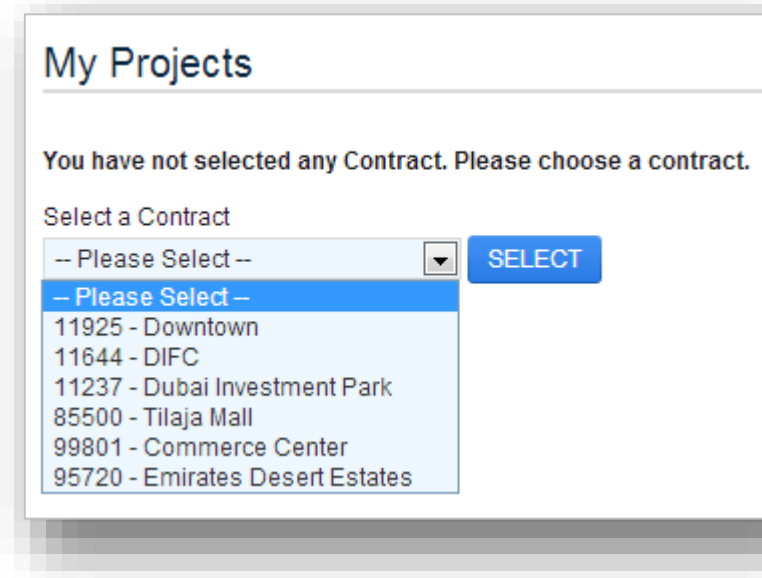 My Projects
You have not selected any Contract. Please choose a contract.
Select a Contract
-- Please Select --
SELECT
-- Please Select --
11925 - Downtown
11644 - DIFC
11237 - Dubai Investment Park
85500 - Tilaja Mall
99801 - Commerce Center
95720 - Emirates Desert Estates